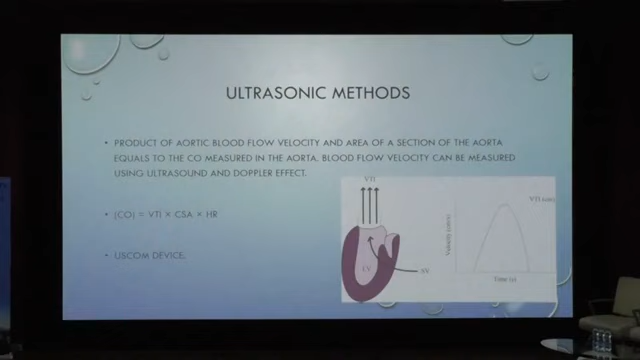 ULTRASONIC METHODS
• PRODUCT OF AORTIC BLOOD FLOW VELOCITY AND AREA OF A SECTION OF THE AORTA
EQUALS TO THE CO MEASURED IN THE AORTA. BLOOD FLOW VELOCITY CAN BE MEASURED
USING ULTRASOUND AND DOPPLER EFFECT.
• (CO) = VTI × CSA × HR
• USCOM DEVICE.
VTI
LV
SV
Velocity (cm/s)
VTI (cm)
Time (s)